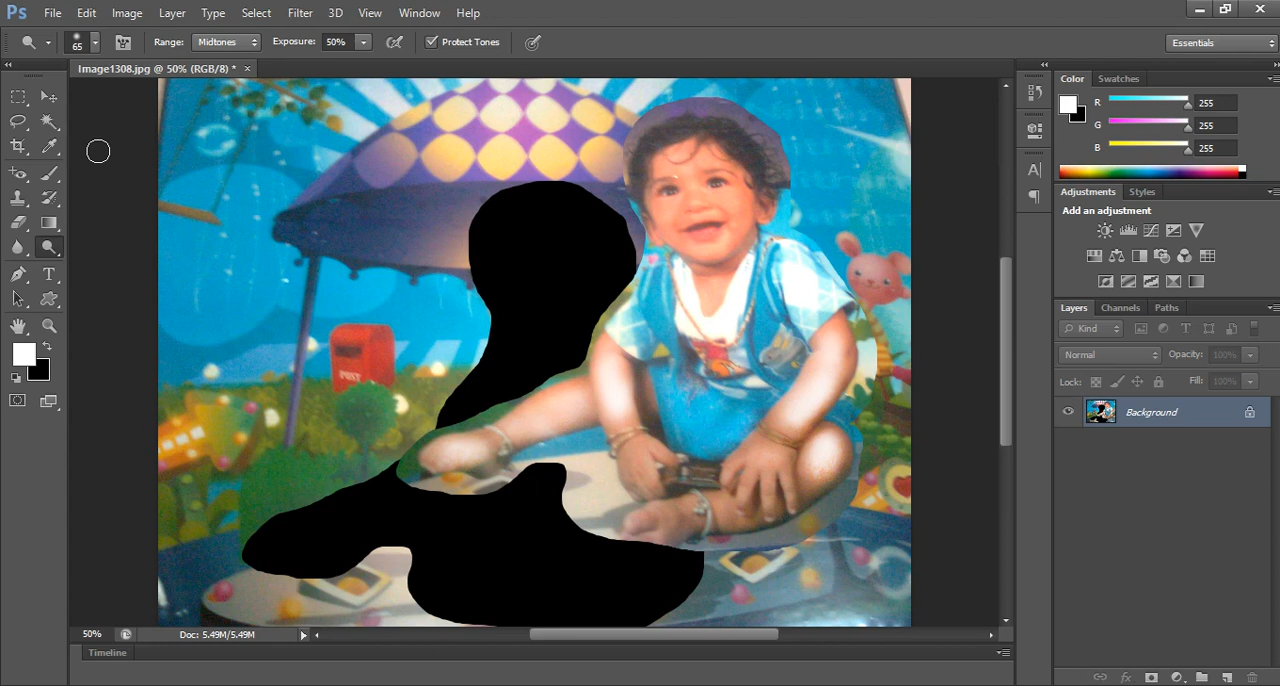 Ps File Edit Image Layer Type Select Filter 3D View Window Help
65 Range: Midtones Exposure: 50% Protect Tones Essentials
Image1308.jpg @ 50% (RGB/8) * ×
Color Swatches
R 255
G 255
B 255
Adjustments Styles
Add an adjustment
Layers Channels Paths
Kind
Normal Opacity: 100%
Lock: Fill: 100%
Background
POST
50% Doc: 5.49M/5.49M
Timeline